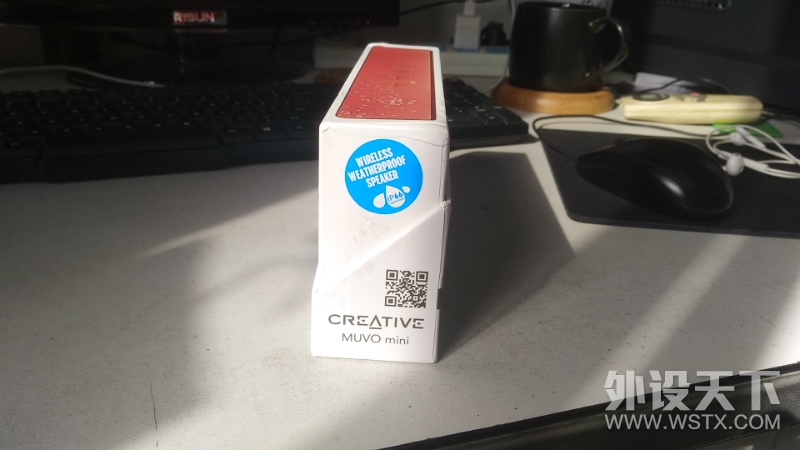 RISUN
WIRELESS
WEATHERPROOF
SPEAKER
IP66
CREATIVE
MUVO mini
外设天下
WWW.WSTX.COM